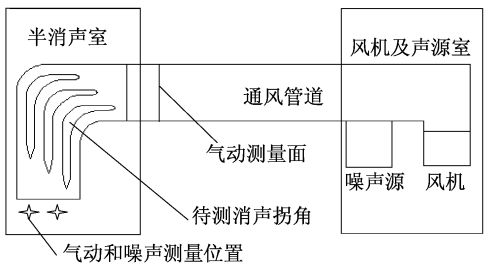 半消声室
风机及声源室
通风管道
气动测量面
噪声源
风机
待测消声拐角
气动和噪声测量位置